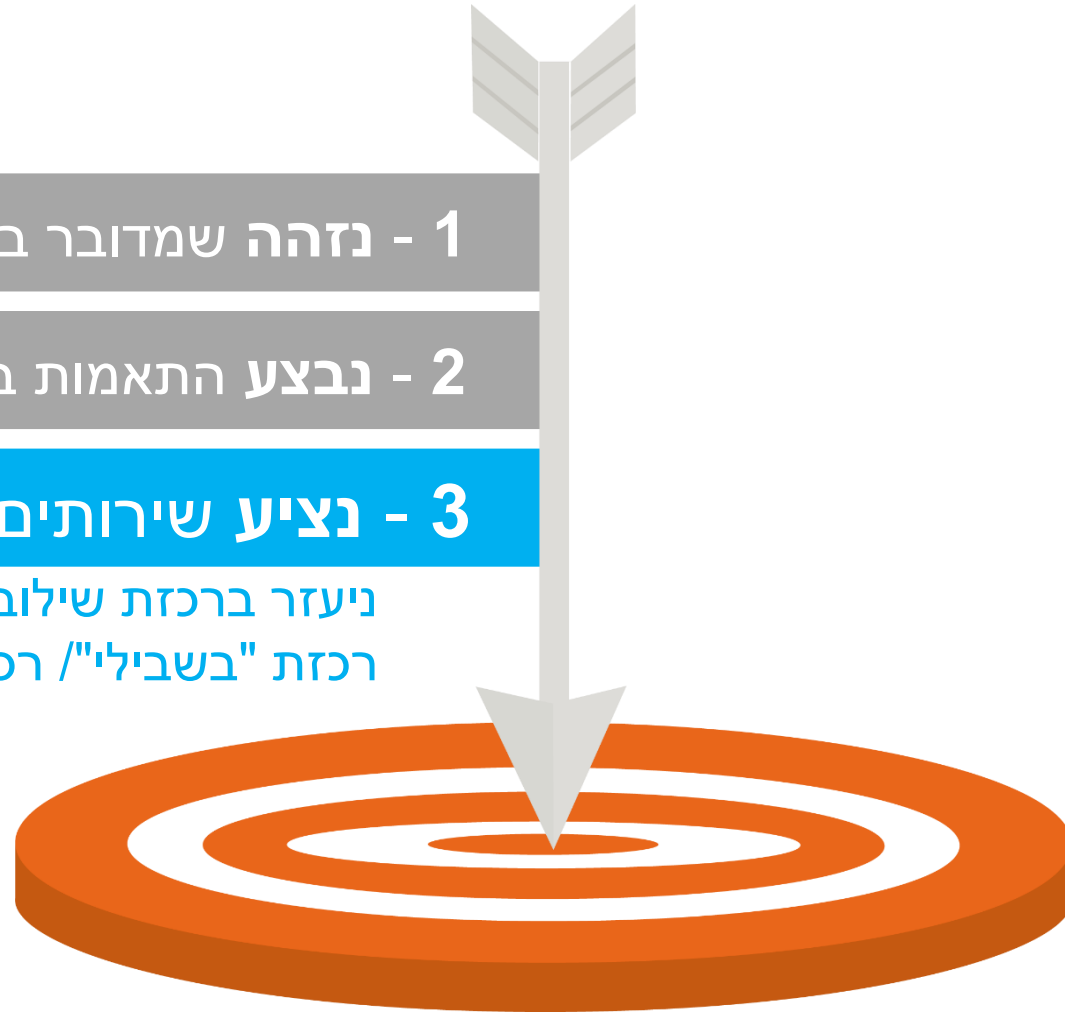 1 - נזהה שמדובר ב
2 - נבצע התאמות ב
3 - נציע שירותים
ניעזר ברכזת שילוב
רכזת "בשבילי"/ רכ